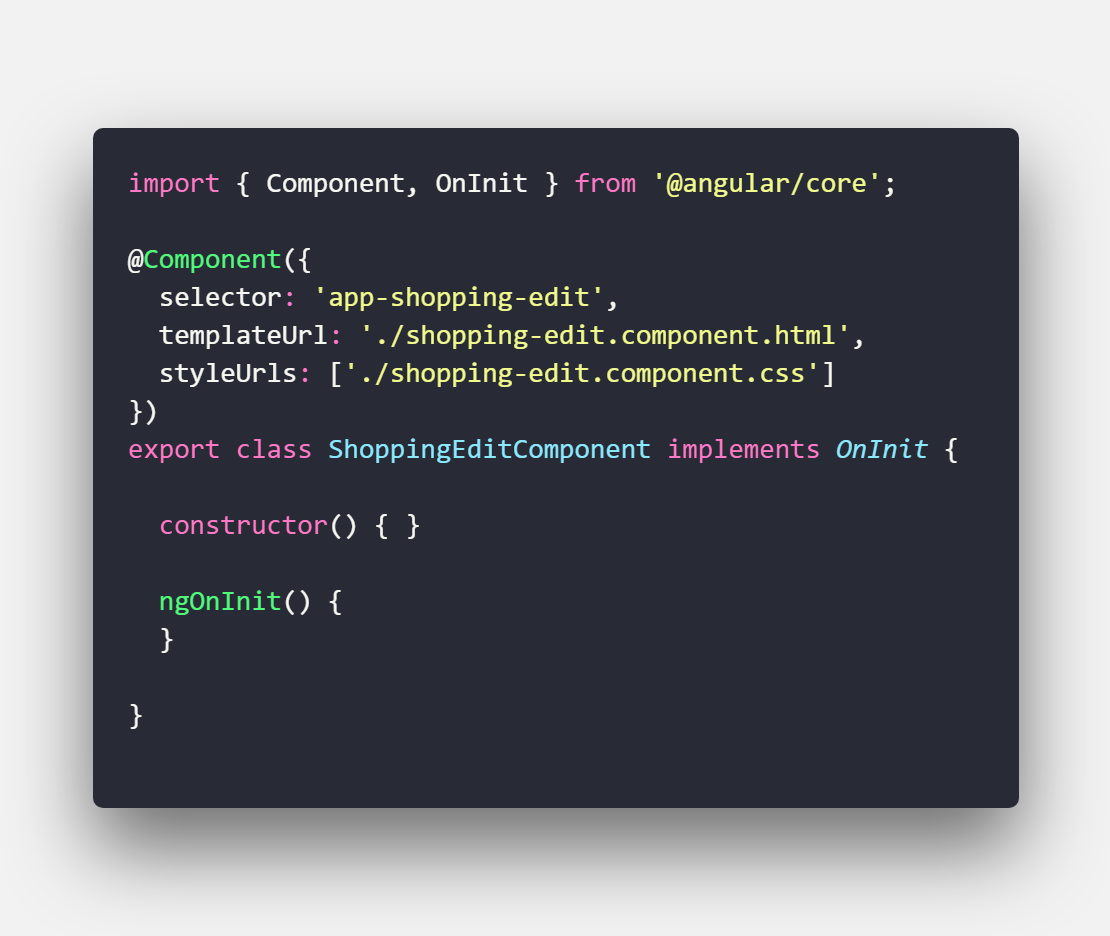 import { Component, OnInit } from '@angular/core';
@Component({
  selector: 'app-shopping-edit',
  templateUrl: './shopping-edit.component.html',
  styleUrls: ['./shopping-edit.component.css']
})
export class ShoppingEditComponent implements OnInit {
  constructor() { }
  ngOnInit() {
  }
}